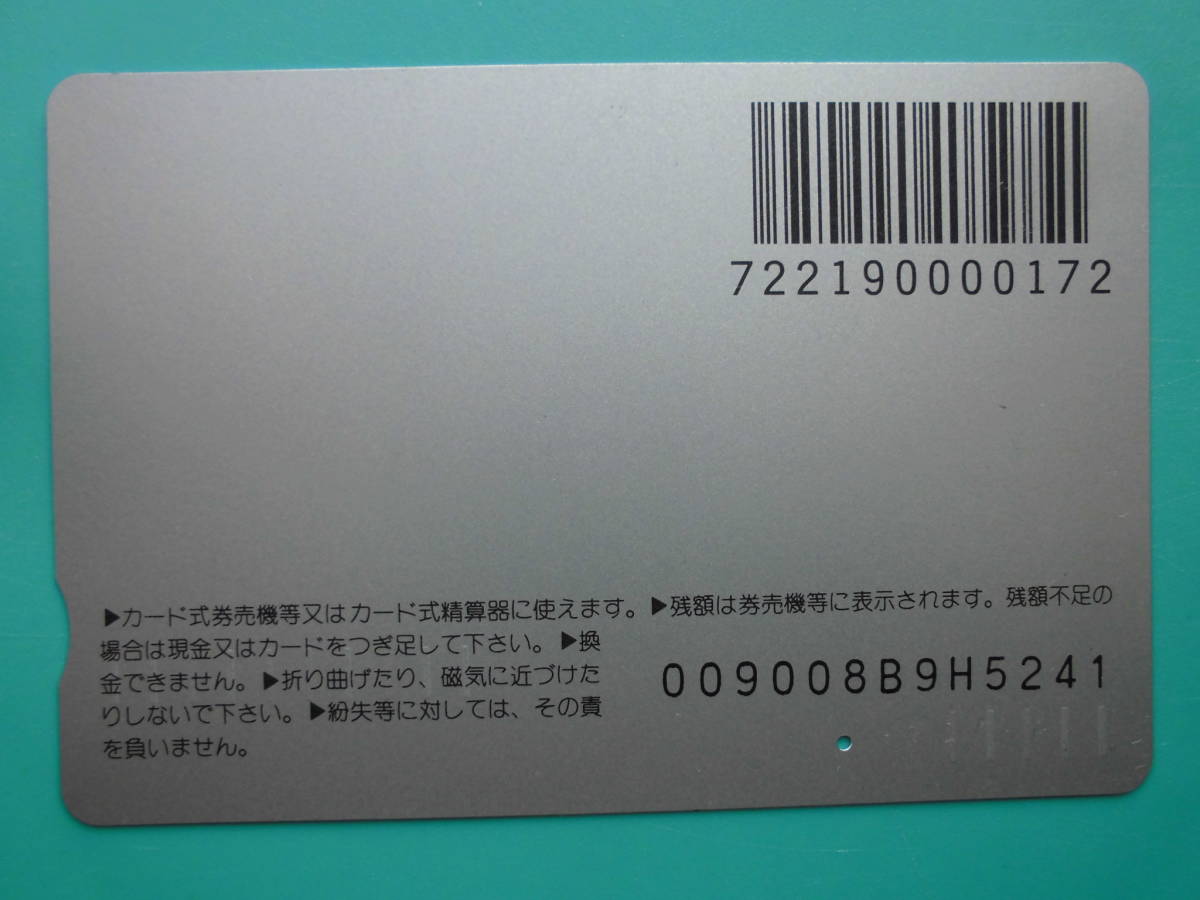 722190000172
▶カード式券売機等又はカード式精算器に使えます。▶残額は券売機等に表示されます。残額不足の
場合は現金又はカードをつぎ足して下さい。▶換
金できません。▶折り曲げたり、磁気に近づけた
りしないで下さい。▶紛失等に対しては、その責
を負いません。
009008B9H5241